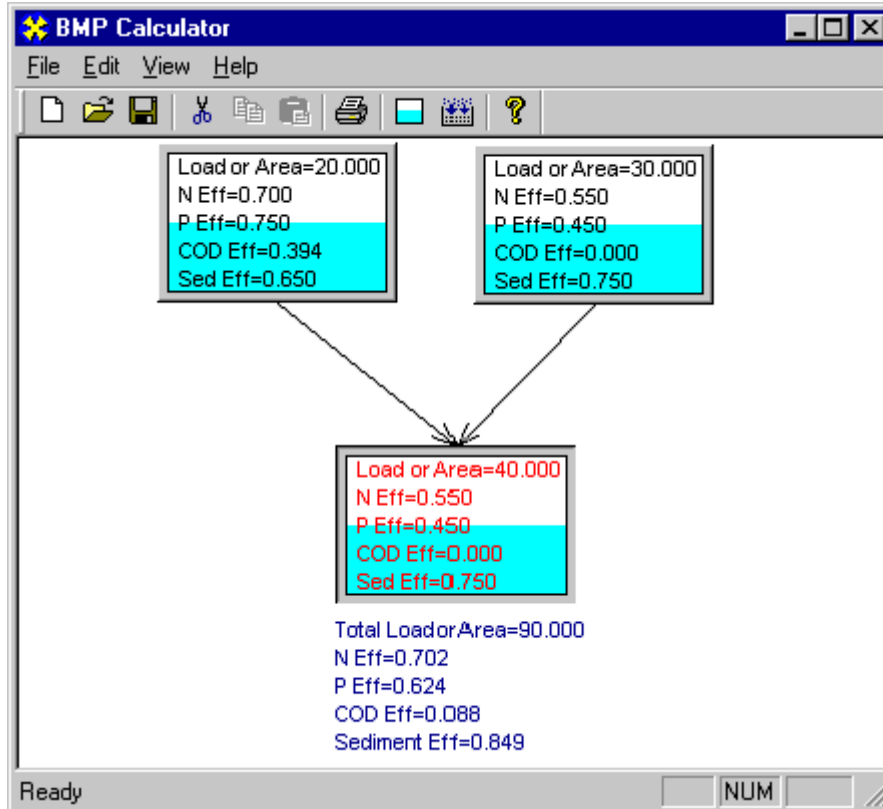 BMP Calculator
File Edit View Help
Load or Area=20.000
N Eff=0.700
P Eff=0.750
COD Eff=0.394
Sed Eff=0.650
Load or Area=30.000
N Eff=0.550
P Eff=0.450
COD Eff=0.000
Sed Eff=0.750
Load or Area=40.000
N Eff=0.550
P Eff=0.450
COD Eff=0.000
Sed Eff=0.750
Total Load or Area=90.000
N Eff=0.702
P Eff=0.624
COD Eff=0.088
Sediment Eff=0.849
Ready NUM